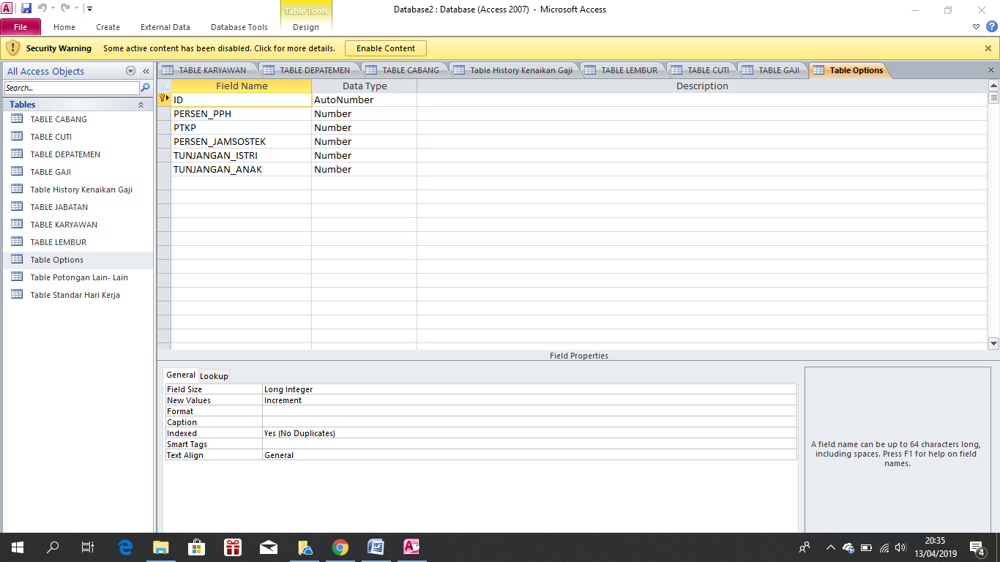 Database2 : Database (Access 2007) - Microsoft Access
Table Tools
File Home Create External Data Database Tools Design
Security Warning Some active content has been disabled. Click for more details. Enable Content
All Access Objects
Search...
Tables
TABLE CABANG
TABLE CUTI
TABLE DEPATEMEN
TABLE GAJI
Table History Kenaikan Gaji
TABLE JABATAN
TABLE KARYAWAN
TABLE LEMBUR
Table Options
Table Potongan Lain- Lain
Table Standar Hari Kerja
TABLE KARYAWAN TABLE DEPATEMEN TABLE CABANG Table History Kenaikan Gaji TABLE LEMBUR TABLE CUTI TABLE GAJI Table Options
Field Name Data Type Description
ID AutoNumber
PERSEN_PPH Number
PTKP Number
PERSEN_JAMSOSTEK Number
TUNJANGAN_ISTRI Number
TUNJANGAN_ANAK Number
Field Properties
General Lookup
Field Size Long Integer
New Values Increment
Format
Caption
Indexed Yes (No Duplicates)
Smart Tags
Text Align General
A field name can be up to 64 characters long,
including spaces. Press F1 for help on field
names.
20:35
13/04/2019
4